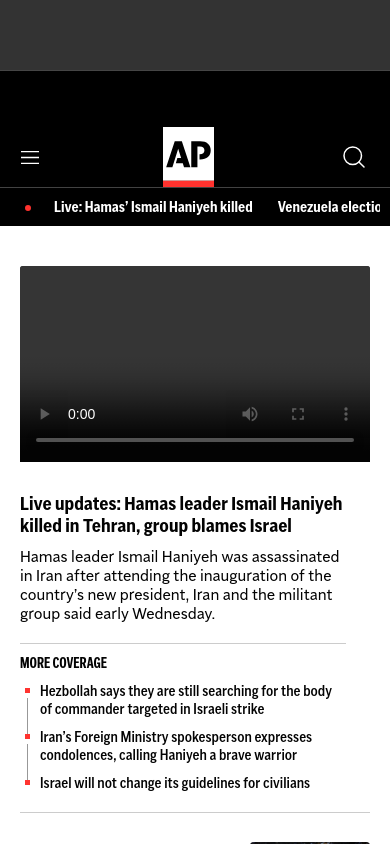 AP
Live: Hamas’ Ismail Haniyeh killed
Venezuela
0:00
Live updates: Hamas leader Ismail Haniyeh
killed in Tehran, group blames Israel
Hamas leader Ismail Haniyeh was assassinated
in Iran after attending the inauguration of the
country’s new president, Iran and the militant
group said early Wednesday.
MORE COVERAGE
Hezbollah says they are still searching for the body
of commander targeted in Israeli strike
Iran’s Foreign Ministry spokesperson expresses
condolences, calling Haniyeh a brave warrior
Israel will not change its guidelines for civilians